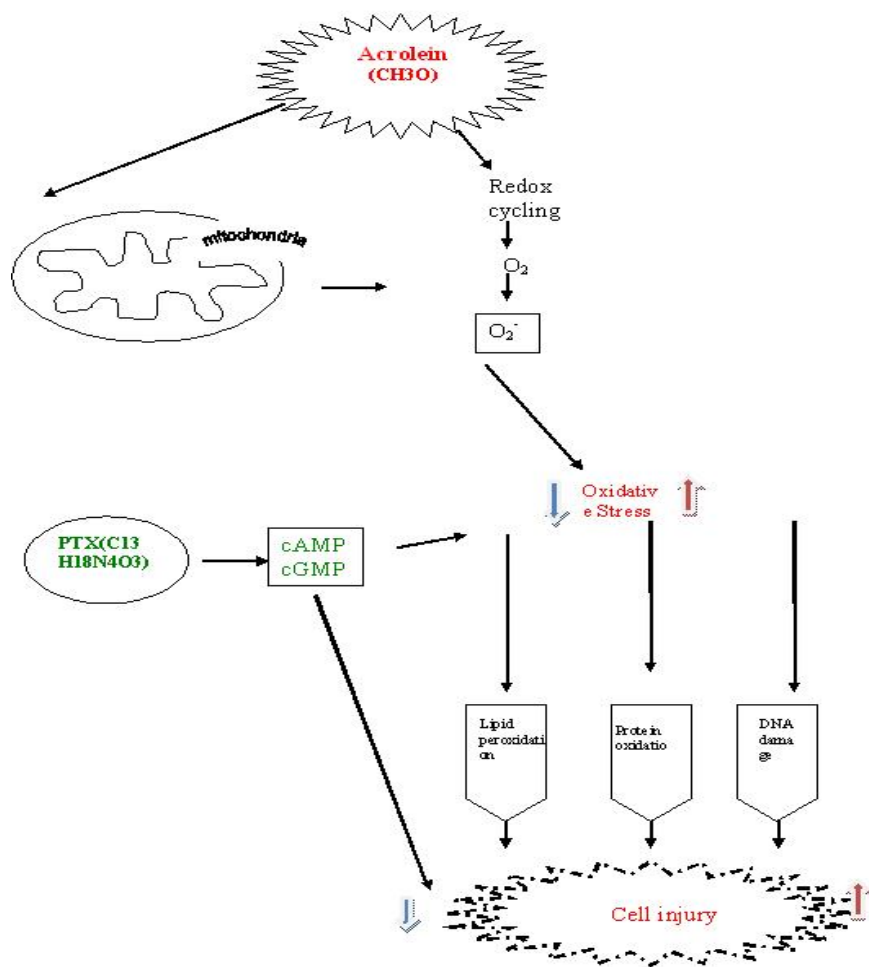 Acrolein
(CH3O)
Redox
cycling
mitochondria
O₂
O₂⁻
Oxidativ
e Stress
PTX(C13
H18N4O3)
cAMP
cGMP
Lipid
peroxidati
on
Protein
oxidatio
DNA
dama
ge
Cell injury